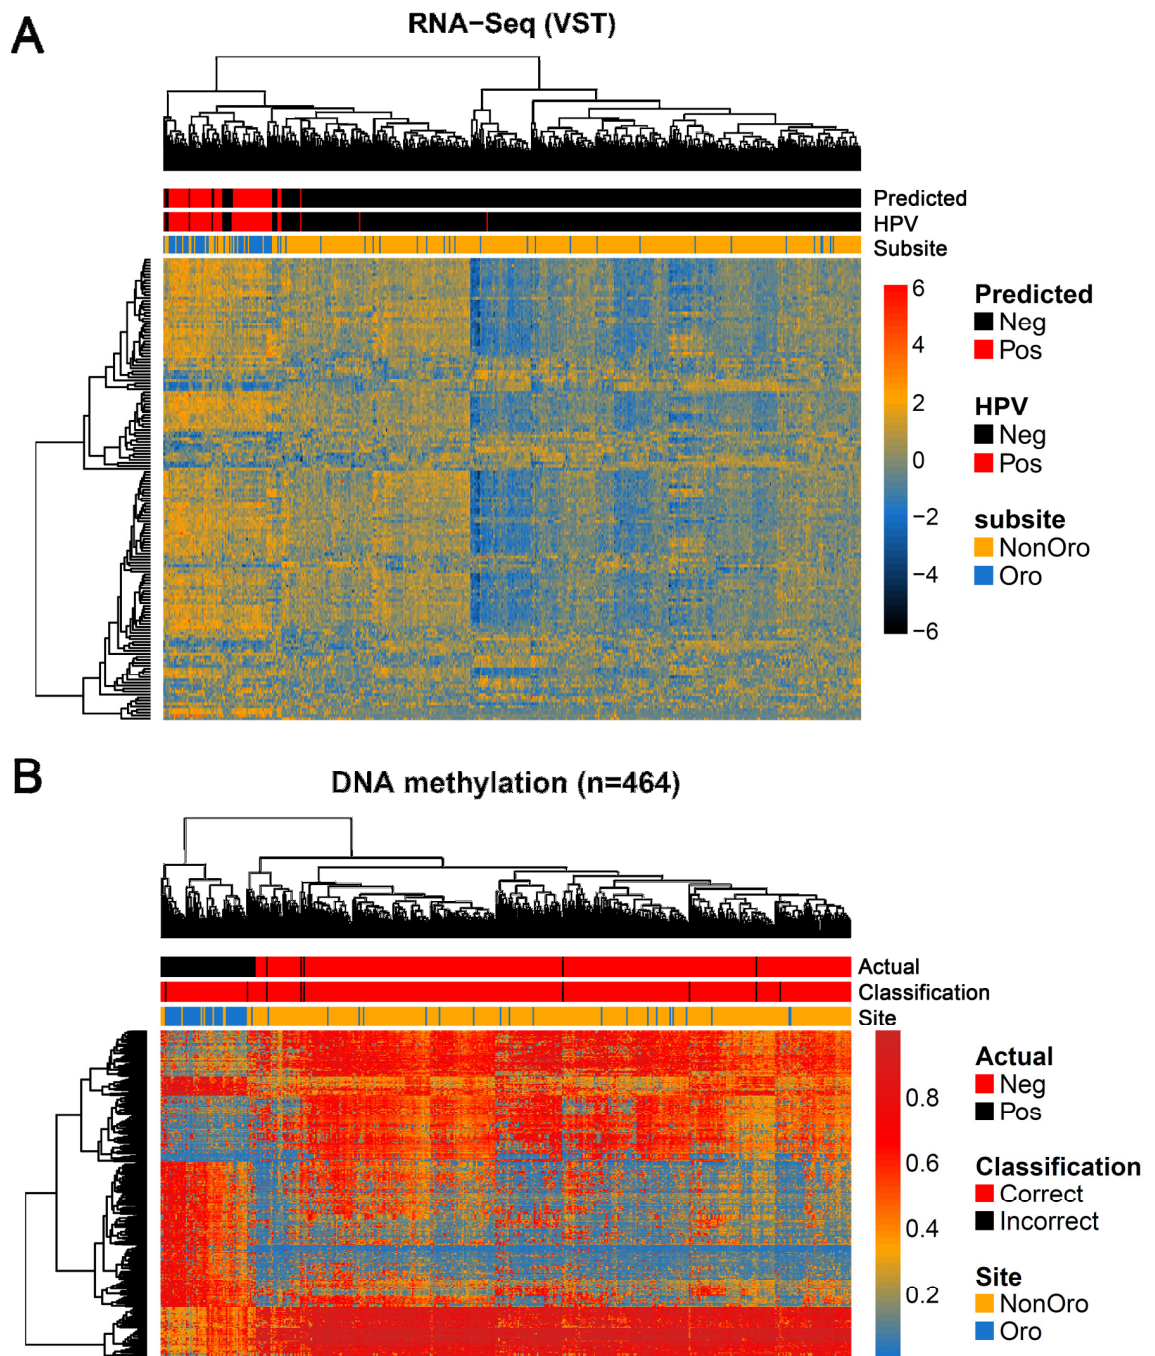 A
RNA-Seq (VST)
Predicted
HPV
Subsite
6
4
2
0
−2
−4
−6
Predicted
Neg
Pos
HPV
Neg
Pos
subsite
NonOro
Oro
B
DNA methylation (n=464)
Actual
Classification
Site
0.8
0.6
0.4
0.2
Actual
Neg
Pos
Classification
Correct
Incorrect
Site
NonOro
Oro